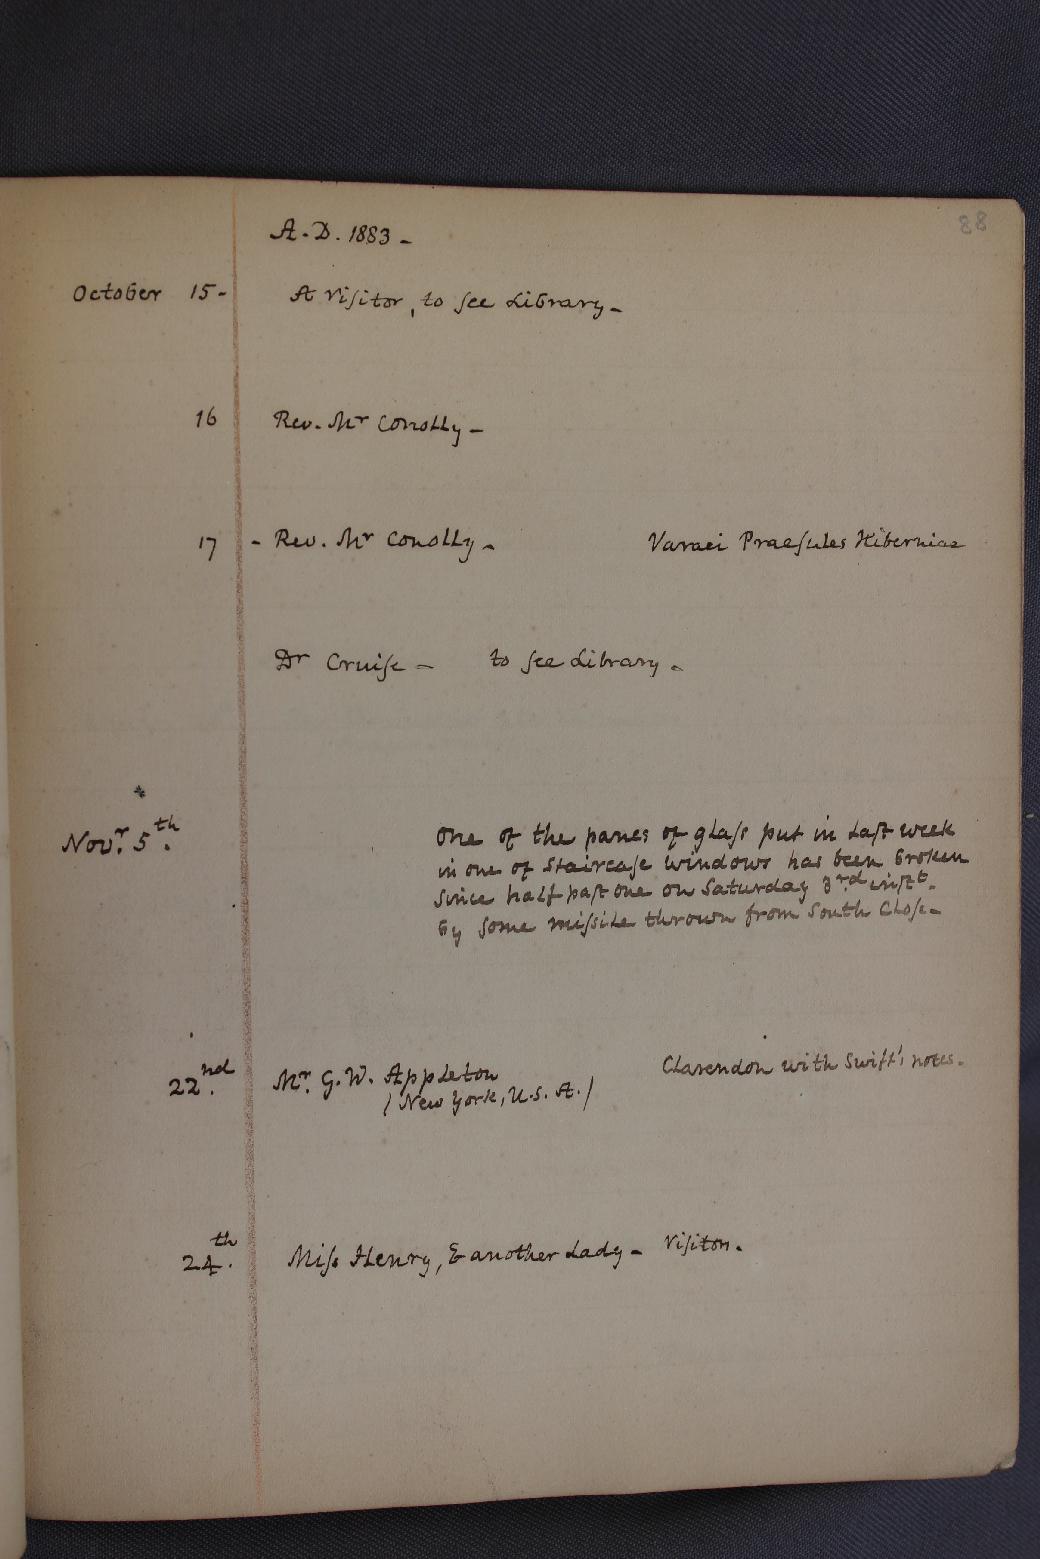 88
A.D. 1883 -
October 15 - A Visitor, to see Library -
16 Rev. Mr Conolly -
17 - Rev. Mr Conolly - Varaei Praesules Hiberniae
Dr Cruise - to see Library -
*
Novr. 5th. One of the panes of glass put in last week
in one of Staircase windows has been broken
since half past one on Saturday 3rd inst.
by some missile thrown from South Close -
22nd. Mr. G. W. Appleton Clarendon with Swift's notes.
(New York, U.S.A.)
24th. Miss Henry, & another Lady - Visitors.